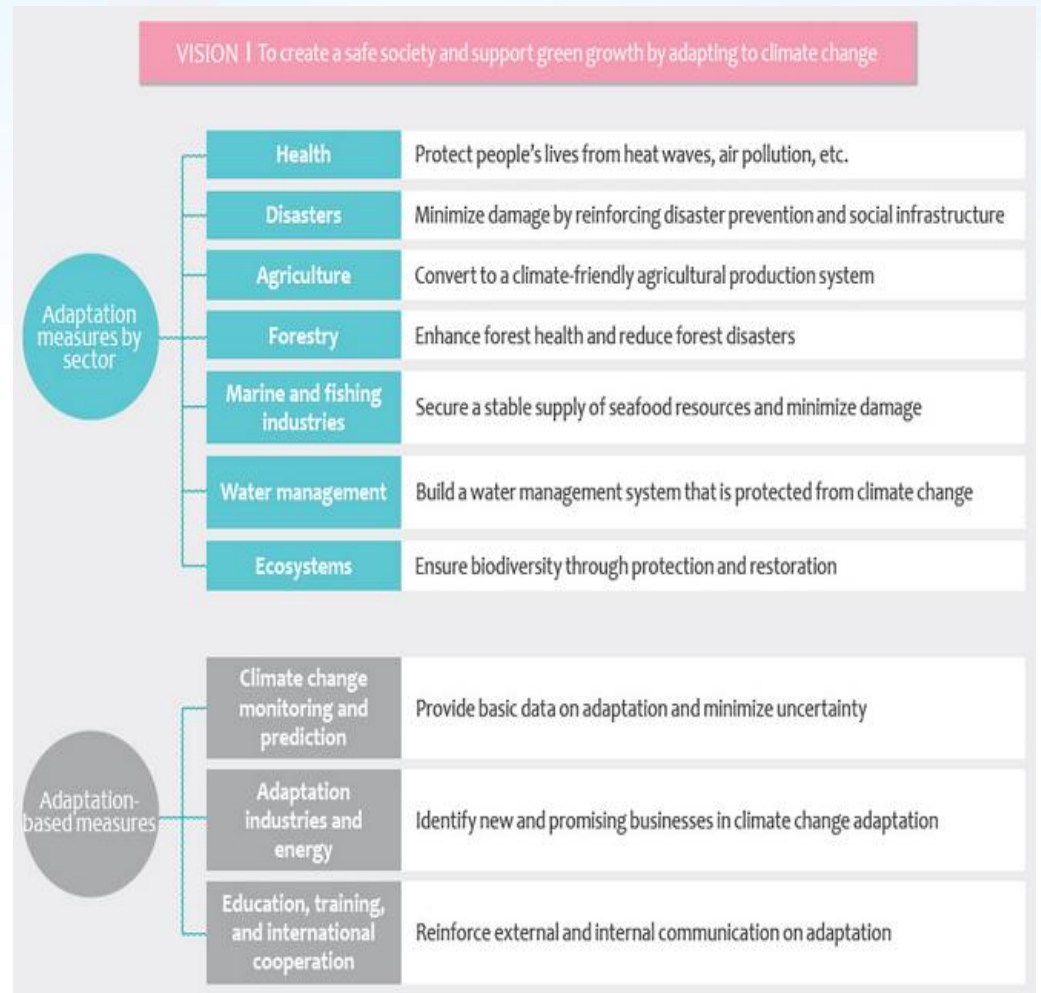 VISION I To create a safe society and support green growth by adapting to climate change
Adaptation
measures by
sector
Health
Protect people's lives from heat waves, air pollution, etc.
Disasters
Minimize damage by reinforcing disaster prevention and social infrastructure
Agriculture
Convert to a climate-friendly agricultural production system
Forestry
Enhance forest health and reduce forest disasters
Marine and fishing
industries
Secure a stable supply of seafood resources and minimize damage
Water management
Build a water management system that is protected from climate change
Ecosystems
Ensure biodiversity through protection and restoration
Adaptation-
based measures
Climate change
monitoring and
prediction
Provide basic data on adaptation and minimize uncertainty
Adaptation
industries and
energy
Identify new and promising businesses in climate change adaptation
Education, training,
and international
cooperation
Reinforce external and internal communication on adaptation